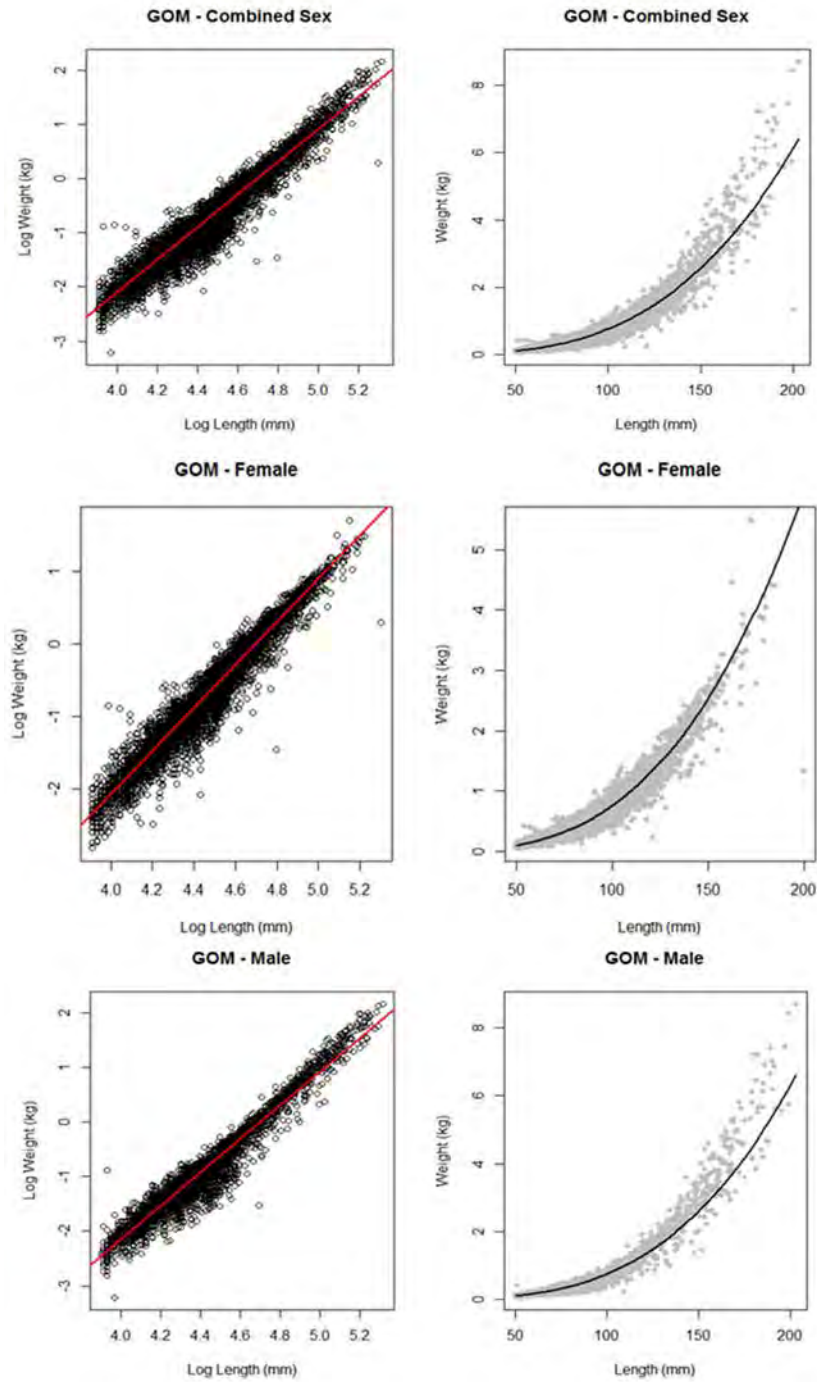 GOM - Combined Sex
Log Weight (kg)
2
1
0
-1
-2
-3
4.0 4.2 4.4 4.6 4.8 5.0 5.2
Log Length (mm)
GOM - Combined Sex
Weight (kg)
8
6
4
2
0
50 100 150 200
Length (mm)
GOM - Female
Log Weight (kg)
1
0
-1
-2
4.0 4.2 4.4 4.6 4.8 5.0 5.2
Log Length (mm)
GOM - Female
Weight (kg)
5
4
3
2
1
0
50 100 150 200
Length (mm)
GOM - Male
Log Weight (kg)
2
1
0
-1
-2
-3
4.0 4.2 4.4 4.6 4.8 5.0 5.2
Log Length (mm)
GOM - Male
Weight (kg)
8
6
4
2
0
50 100 150 200
Length (mm)